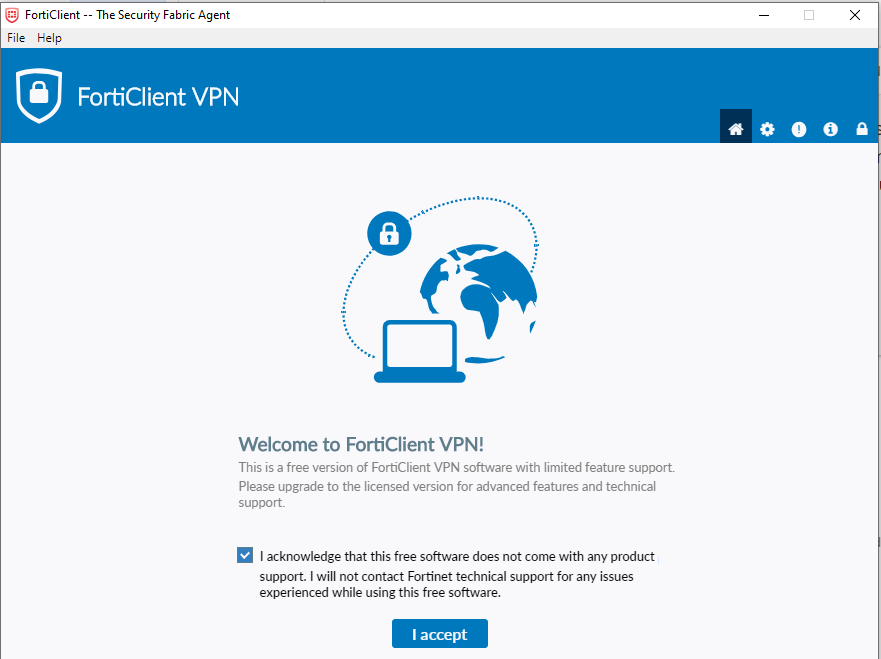 FortiClient -- The Security Fabric Agent
File Help
FortiClient VPN
Welcome to FortiClient VPN!
This is a free version of FortiClient VPN software with limited feature support.
Please upgrade to the licensed version for advanced features and technical
support.
I acknowledge that this free software does not come with any product
support. I will not contact Fortinet technical support for any issues
experienced while using this free software.
I accept